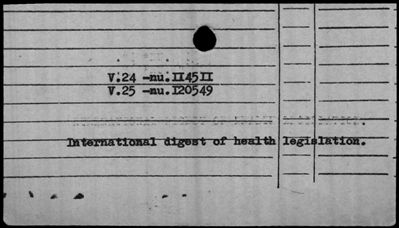 V.24 -nu.II45II
V.25 -nu.I20549
International digest of health legislation.